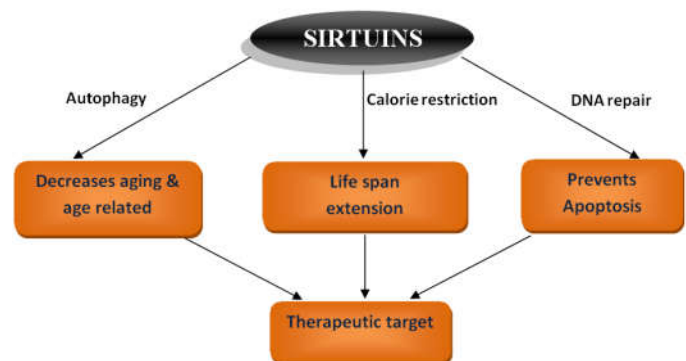 SIRTUINS
Autophagy
Calorie restriction
DNA repair
Decreases aging &
age related
Life span
extension
Prevents
Apoptosis
Therapeutic target